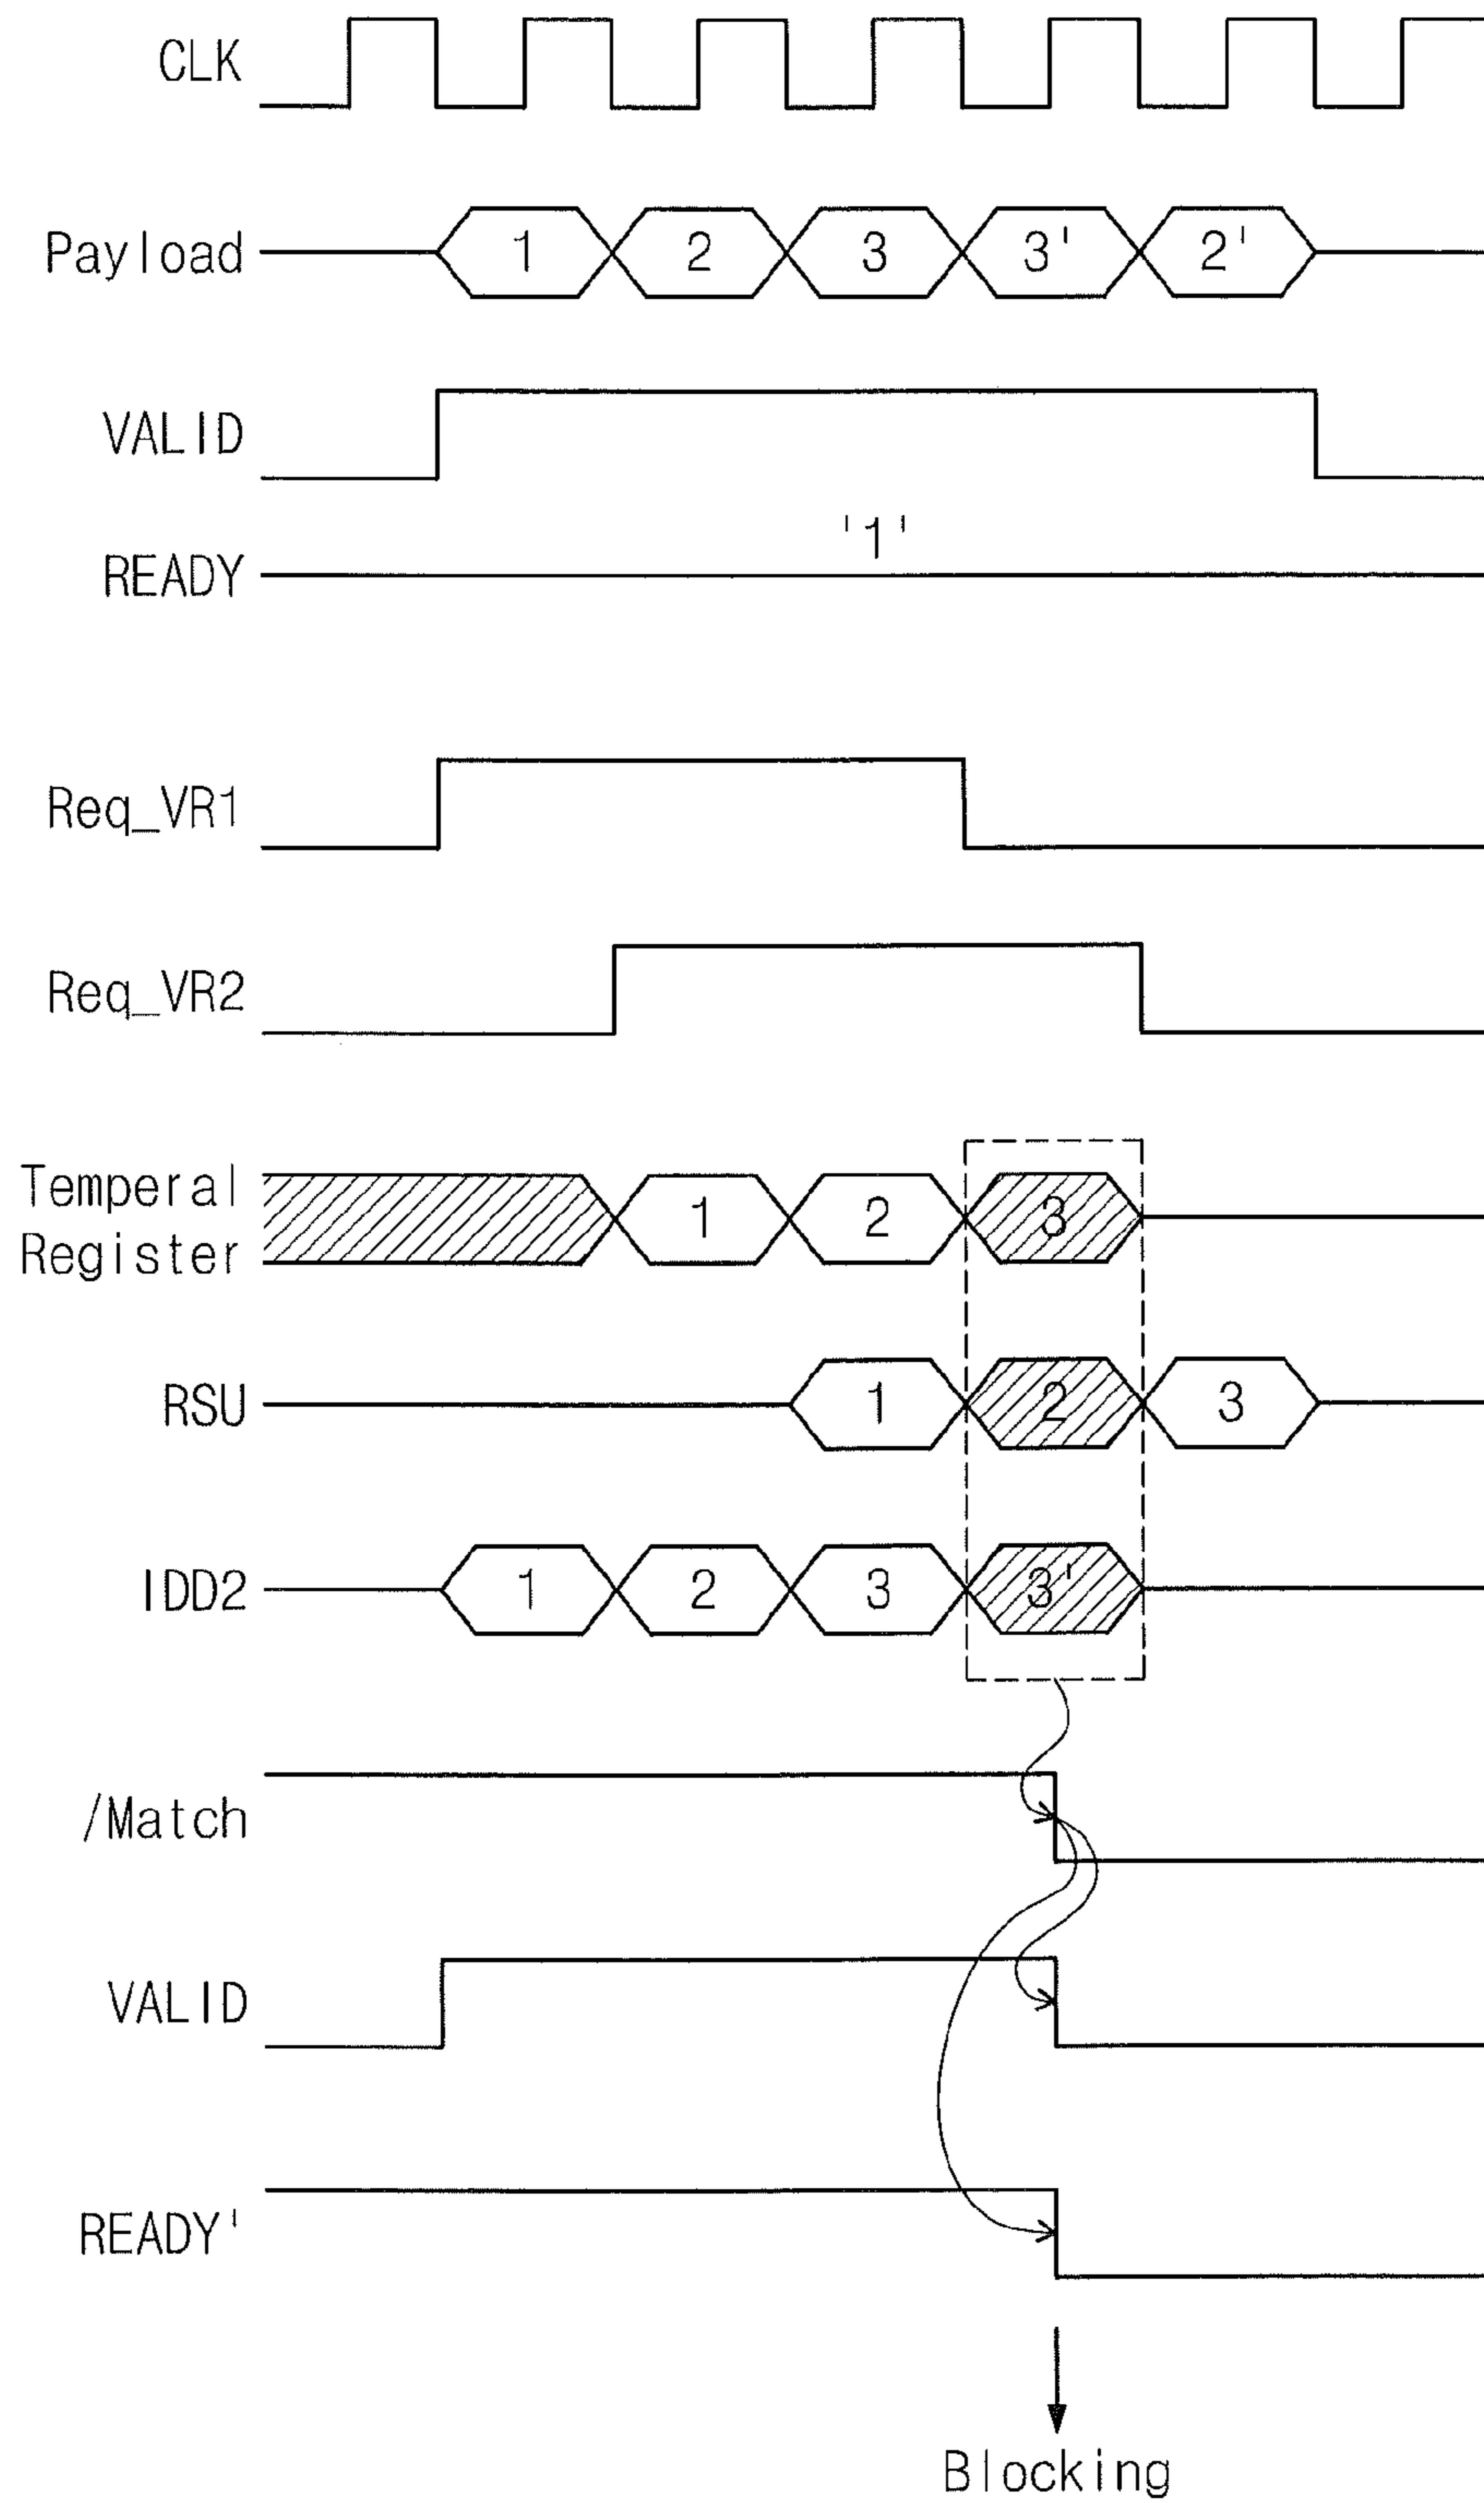 CLK
Payload 1 2 3 3' 2'
VALID
'1'
READY
Req_VR1
Req_VR2
Temperal
Register
1 2 3
RSU 1 2 3
IDD2 1 2 3 3'
/Match
VALID
READY'
Blocking